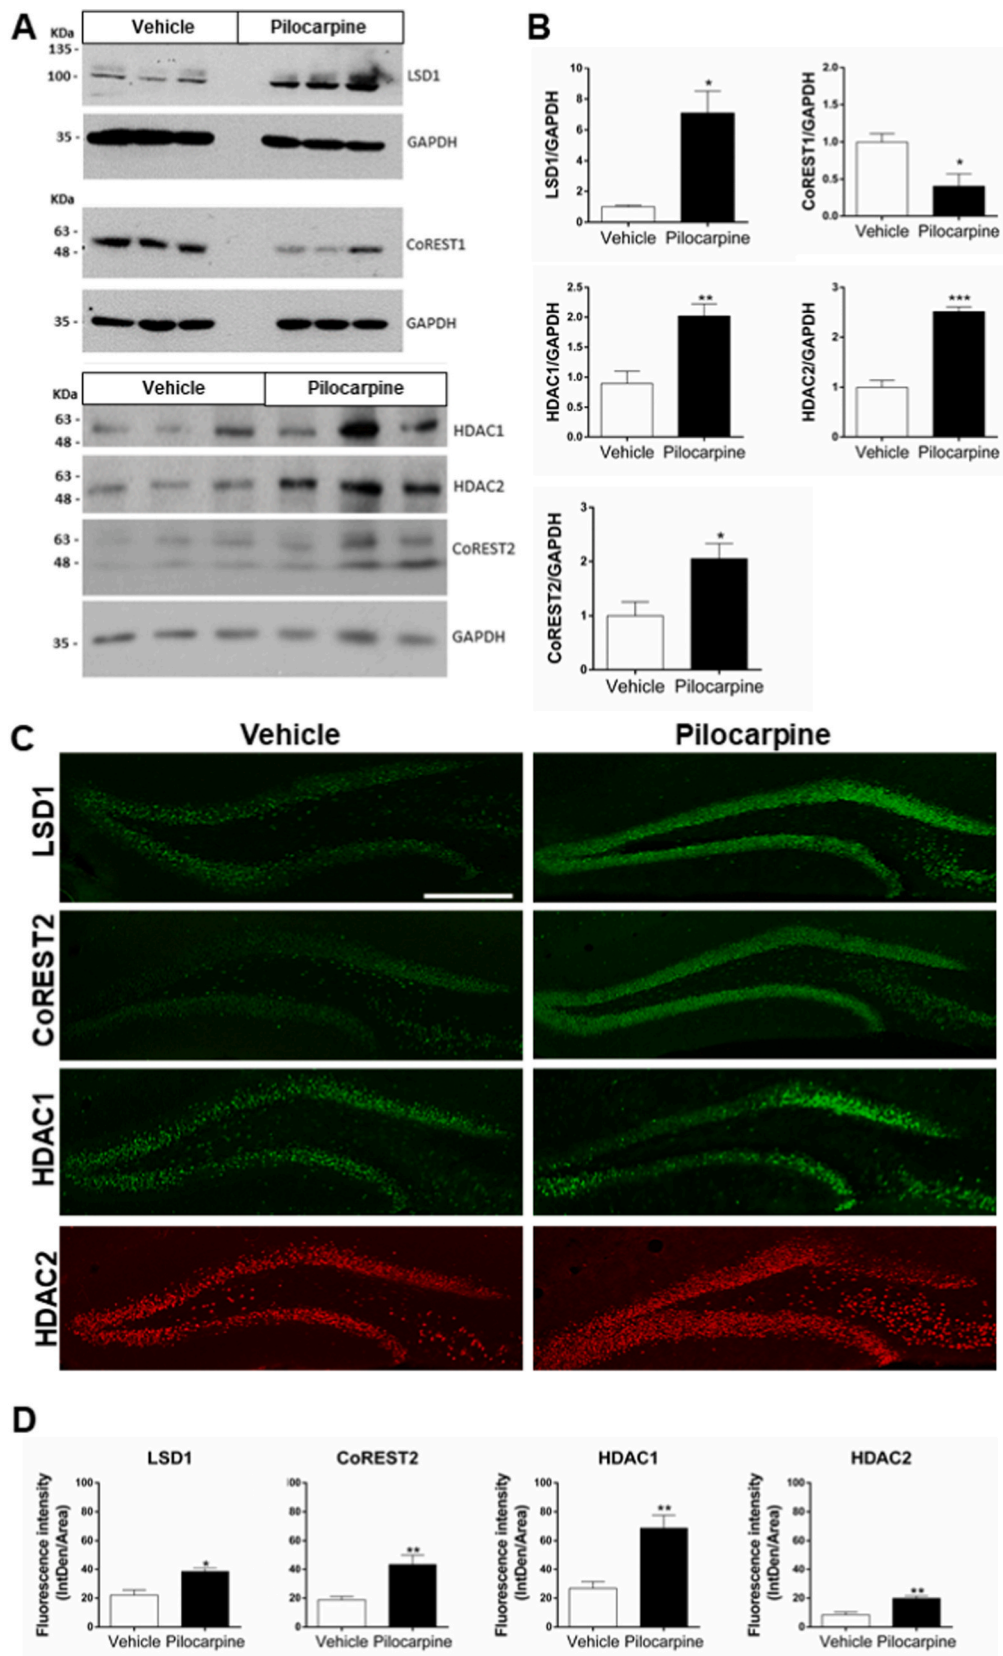 A
KDa
Vehicle
Pilocarpine
135 -
100 -
LSD1
35 -
GAPDH
KDa
63 -
48 -
CoREST1
35 -
GAPDH
KDa
Vehicle
Pilocarpine
63 -
48 -
HDAC1
63 -
48 -
HDAC2
63 -
48 -
CoREST2
35 -
GAPDH
B
LSD1/GAPDH
10
8
6
4
2
0
*
Vehicle Pilocarpine
CoREST1/GAPDH
2.0
1.5
1.0
0.5
0.0
*
Vehicle Pilocarpine
HDAC1/GAPDH
2.5
2.0
1.5
1.0
0.5
0.0
**
Vehicle Pilocarpine
HDAC2/GAPDH
3
2
1
0
***
Vehicle Pilocarpine
CoREST2/GAPDH
3
2
1
0
*
Vehicle Pilocarpine
C
Vehicle
Pilocarpine
LSD1
CoREST2
HDAC1
HDAC2
D
LSD1
Fluorescence intensity
(IntDen/Area)
100
80
60
40
20
0
*
Vehicle Pilocarpine
CoREST2
100
80
60
40
20
0
**
Vehicle Pilocarpine
HDAC1
Fluorescence intensity
(IntDen/Area)
100
80
60
40
20
0
**
Vehicle Pilocarpine
HDAC2
Fluorescence intensity
(IntDen/Area)
100
80
60
40
20
0
**
Vehicle Pilocarpine